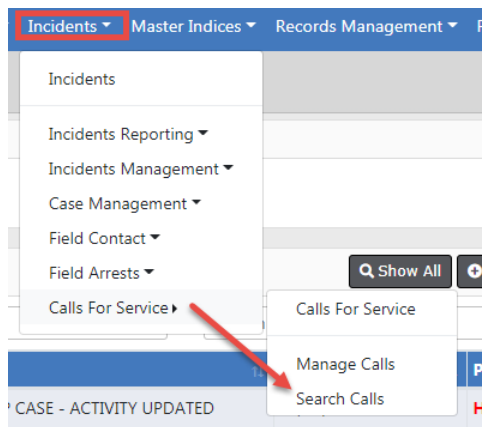 Incidents Master Indices Records Management
Incidents
Incidents Reporting
Incidents Management
Case Management
Field Contact
Field Arrests
Show All
Calls For Service
Calls For Service
Manage Calls
Search Calls
CASE - ACTIVITY UPDATED